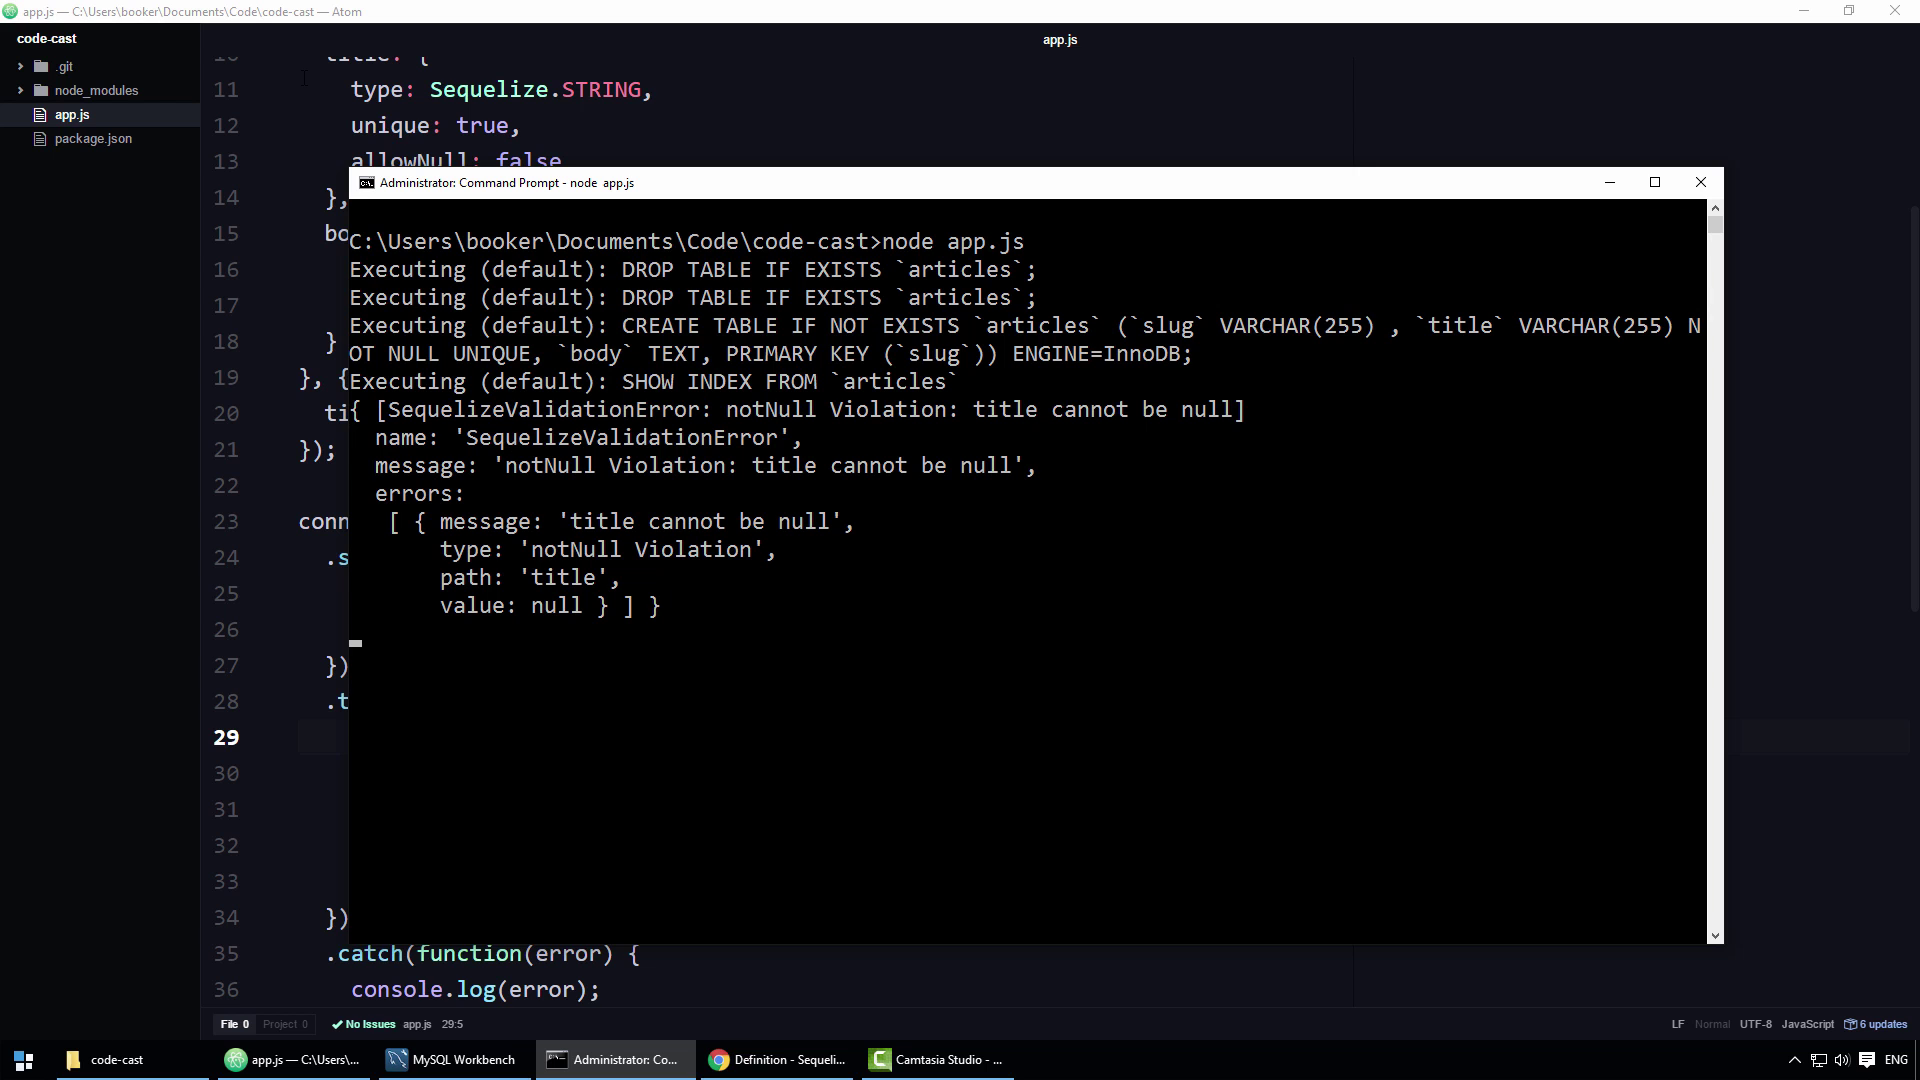 app.js — C:\Users\booker\Documents\Code\code-cast — Atom
code-cast
.git
node_modules
app.js
package.json
app.js
10 title: {
11 type: Sequelize.STRING,
12 unique: true,
13 allowNull: false
14 },
15 bo
16
17
18 }
19 }, {
20 ti
21 });
22
23 conn
24 .s
25
26
27 })
28 .t
29
30
31
32
33
34 })
35 .catch(function(error) {
36 console.log(error);
Administrator: Command Prompt - node  app.js
C:\Users\booker\Documents\Code\code-cast>node app.js
Executing (default): DROP TABLE IF EXISTS `articles`;
Executing (default): DROP TABLE IF EXISTS `articles`;
Executing (default): CREATE TABLE IF NOT EXISTS `articles` (`slug` VARCHAR(255) , `title` VARCHAR(255) N
OT NULL UNIQUE, `body` TEXT, PRIMARY KEY (`slug`)) ENGINE=InnoDB;
Executing (default): SHOW INDEX FROM `articles`
{ [SequelizeValidationError: notNull Violation: title cannot be null]
name: 'SequelizeValidationError',
message: 'notNull Violation: title cannot be null',
errors:
[ { message: 'title cannot be null',
type: 'notNull Violation',
path: 'title',
value: null } ] }
File 0 Project 0 No Issues app.js 29:5 LF Normal UTF-8 JavaScript 6 updates
code-cast app.js — C:\Users\... MySQL Workbench Administrator: Co... Definition - Sequeli... Camtasia Studio - ... ENG